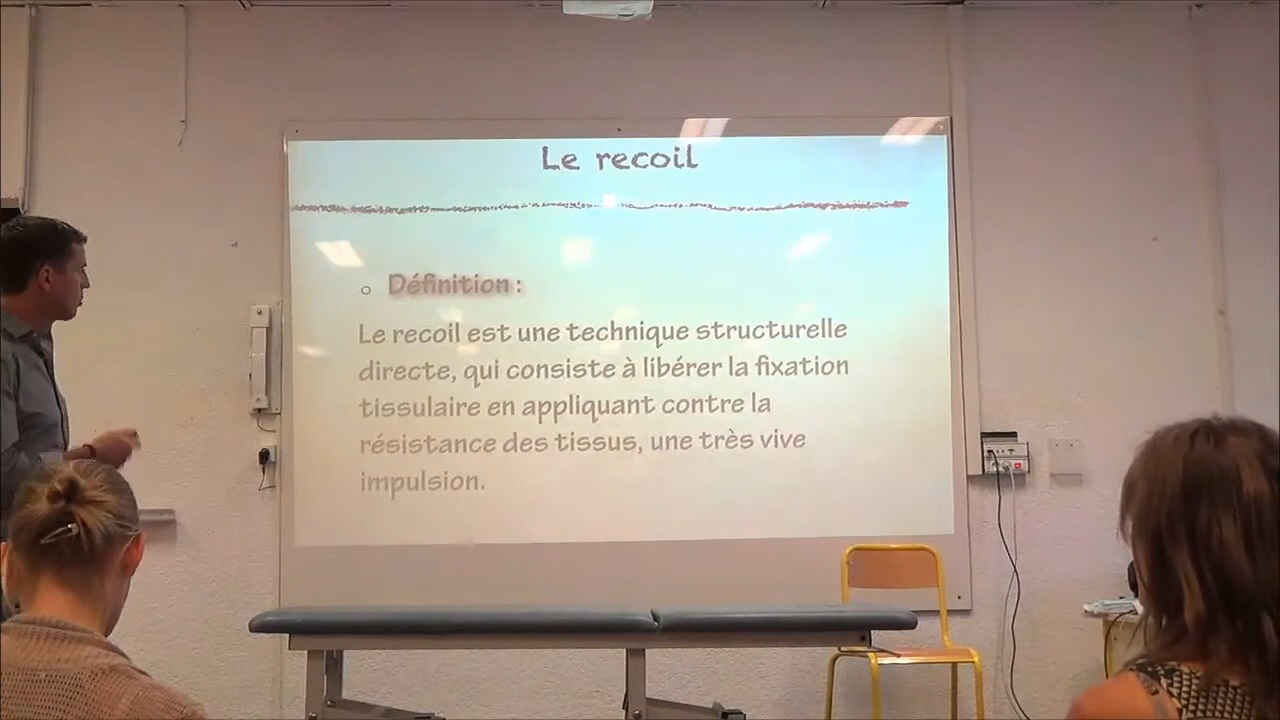 Le recoil
Définition :
Le recoil est une technique structurelle
directe, qui consiste à libérer la fixation
tissulaire en appliquant contre la
résistance des tissus, une très vive
impulsion.